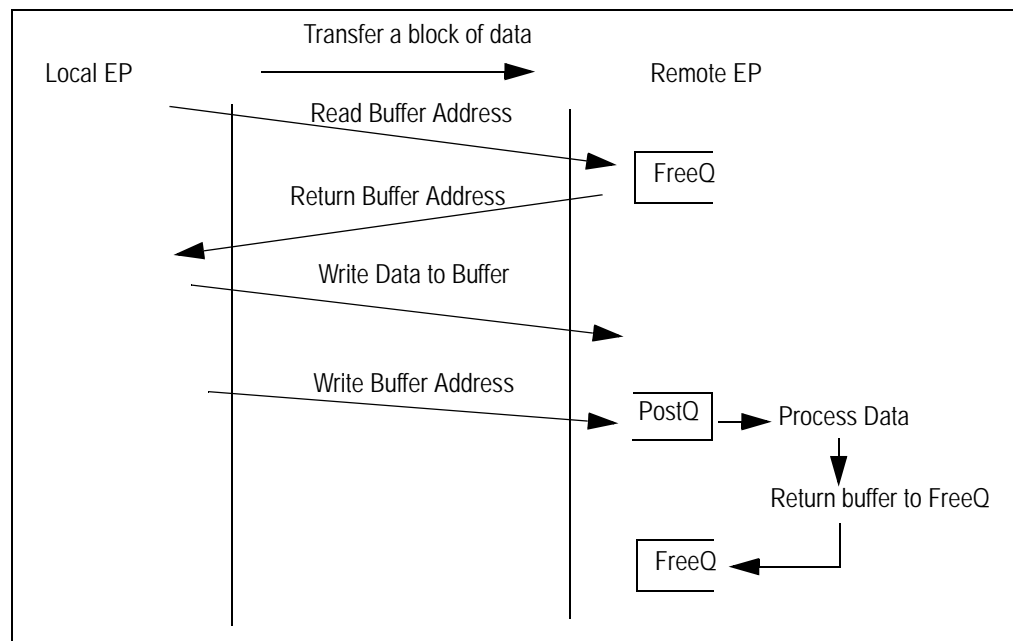 Transfer a block of data
Local EP
Remote EP
Read Buffer Address
FreeQ
Return Buffer Address
Write Data to Buffer
Write Buffer Address
PostQ
Process Data
Return buffer to FreeQ
FreeQ